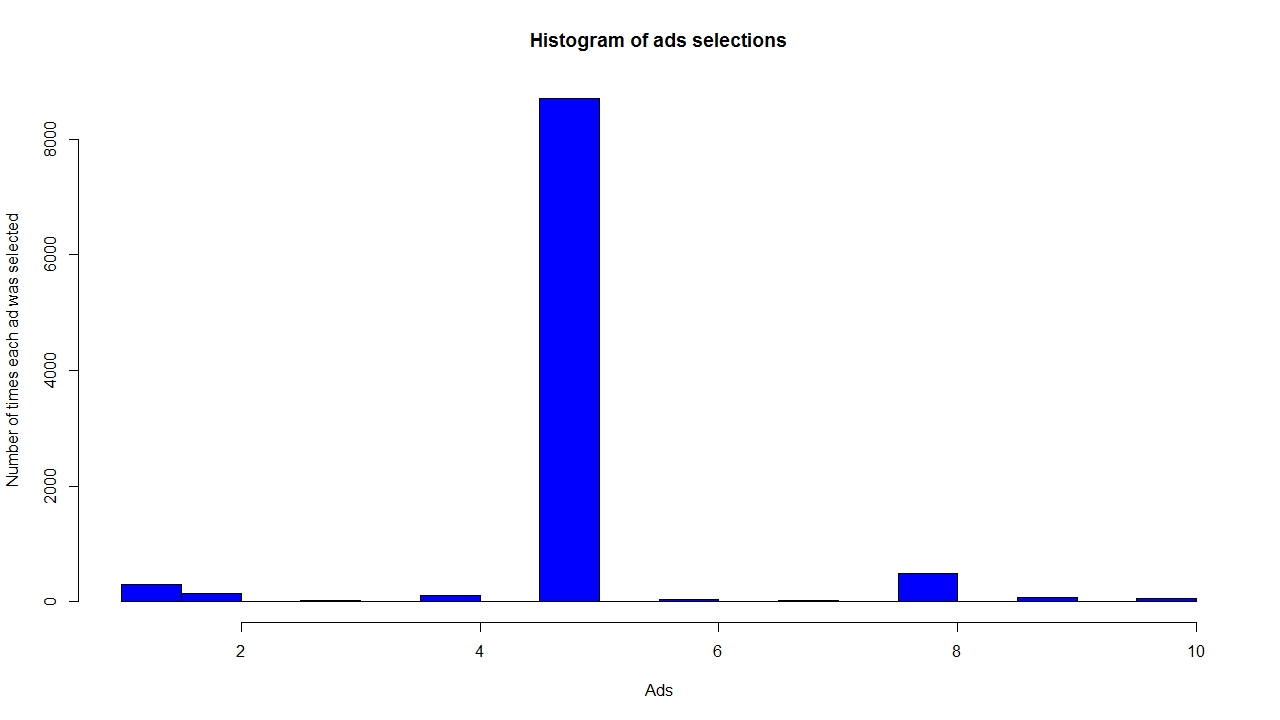 Histogram of ads selections
Number of times each ad was selected
8000
6000
4000
2000
0
2 4 6 8 10
Ads